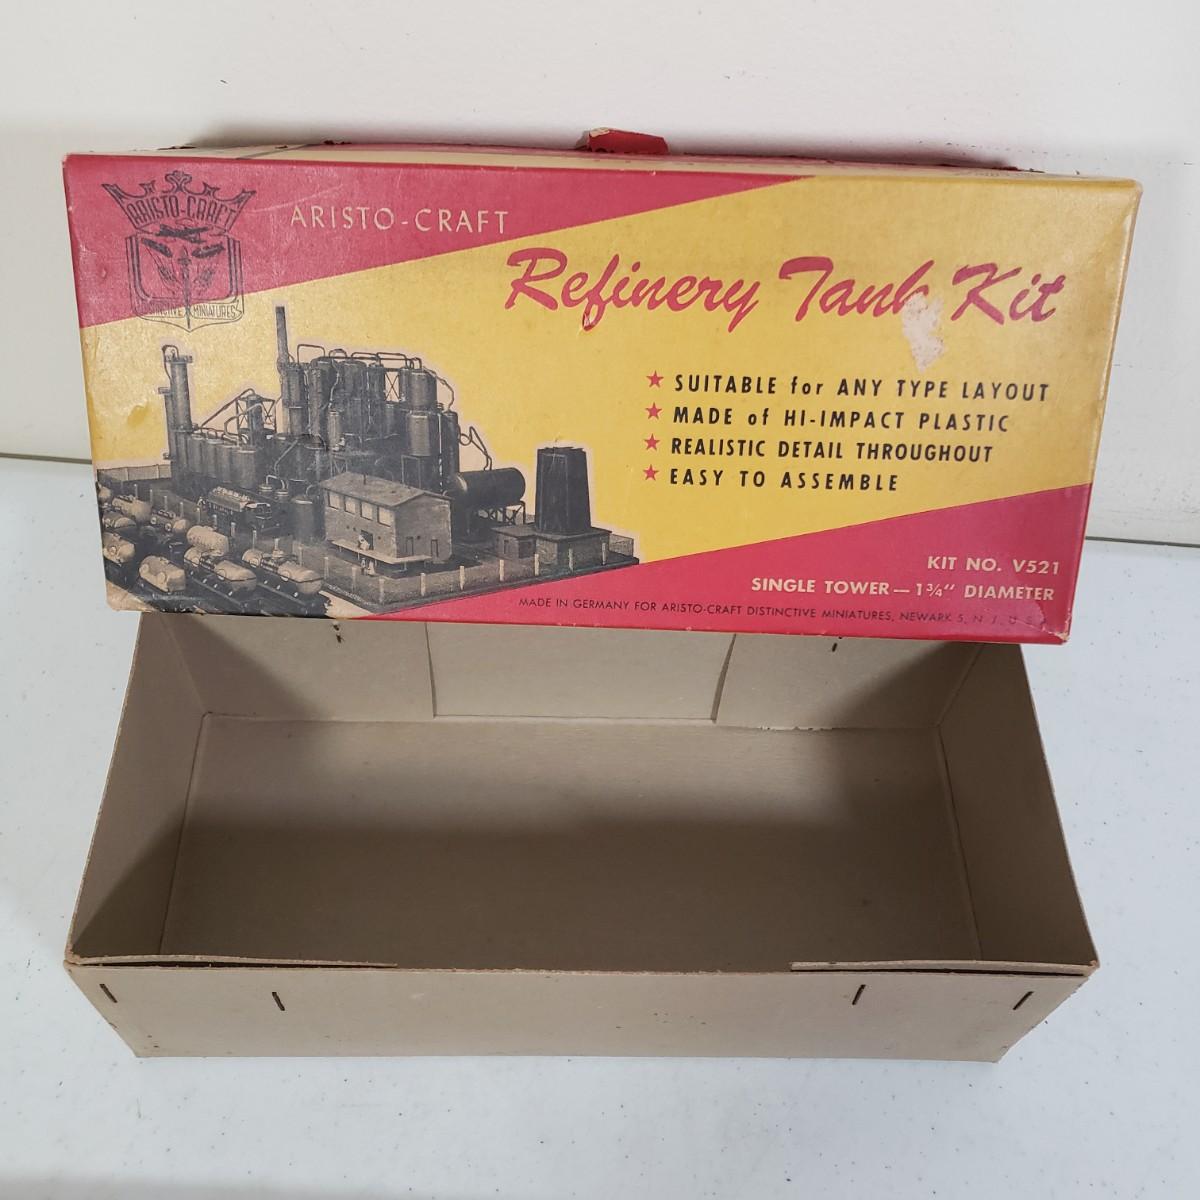 ARISTO-CRAFT
DISTINCTIVE MINIATURES
ARISTO-CRAFT
Refinery Tank Kit
★ SUITABLE for ANY TYPE LAYOUT
★ MADE of HI-IMPACT PLASTIC
★ REALISTIC DETAIL THROUGHOUT
★ EASY TO ASSEMBLE
KIT NO. V521
SINGLE TOWER — 1¾" DIAMETER
MADE IN GERMANY FOR ARISTO-CRAFT DISTINCTIVE MINIATURES, NEWARK 5, N. J., U. S. A.